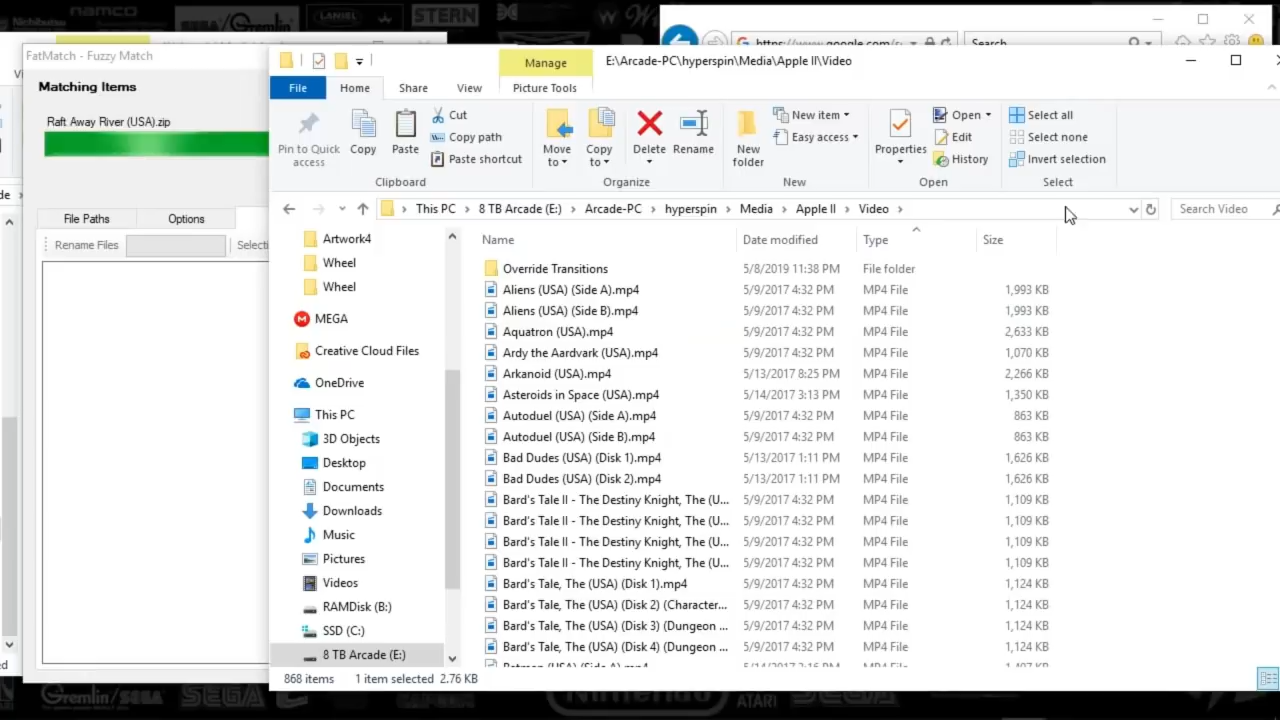 Nichibutsu
namco
SEGA/Gremlin
LANSEL
STERN
FatMatch - Fuzzy Match
Matching Items
Raft Away River (USA).zip
File Paths
Options
Rename Files
https://www.google.com/
Search
Manage
E:\Arcade-PC\hyperspin\Media\Apple II\Video
File
Home
Share
View
Picture Tools
Pin to Quick access
Copy
Paste
Cut
Copy path
Paste shortcut
Clipboard
Move to
Copy to
Delete
Rename
Organize
New folder
New item
Easy access
New
Properties
Open
Edit
History
Open
Select all
Select none
Invert selection
Select
This PC > 8 TB Arcade (E:) > Arcade-PC > hyperspin > Media > Apple II > Video >
Search Video
Artwork4
Wheel
Wheel
MEGA
Creative Cloud Files
OneDrive
This PC
3D Objects
Desktop
Documents
Downloads
Music
Pictures
Videos
RAMDisk (B:)
SSD (C:)
8 TB Arcade (E:)
Name Date modified Type Size
Override Transitions 5/8/2019 11:38 PM File folder
Aliens (USA) (Side A).mp4 5/9/2017 4:32 PM MP4 File 1,993 KB
Aliens (USA) (Side B).mp4 5/9/2017 4:32 PM MP4 File 1,993 KB
Aquatron (USA).mp4 5/9/2017 4:32 PM MP4 File 2,633 KB
Ardy the Aardvark (USA).mp4 5/9/2017 4:32 PM MP4 File 1,070 KB
Arkanoid (USA).mp4 5/13/2017 8:25 PM MP4 File 2,266 KB
Asteroids in Space (USA).mp4 5/14/2017 3:13 PM MP4 File 1,350 KB
Autoduel (USA) (Side A).mp4 5/9/2017 4:32 PM MP4 File 863 KB
Autoduel (USA) (Side B).mp4 5/9/2017 4:32 PM MP4 File 863 KB
Bad Dudes (USA) (Disk 1).mp4 5/13/2017 1:11 PM MP4 File 1,626 KB
Bad Dudes (USA) (Disk 2).mp4 5/13/2017 1:11 PM MP4 File 1,626 KB
Bard's Tale II - The Destiny Knight, The (U... 5/9/2017 4:32 PM MP4 File 1,109 KB
Bard's Tale II - The Destiny Knight, The (U... 5/9/2017 4:32 PM MP4 File 1,109 KB
Bard's Tale II - The Destiny Knight, The (U... 5/9/2017 4:32 PM MP4 File 1,109 KB
Bard's Tale II - The Destiny Knight, The (U... 5/9/2017 4:32 PM MP4 File 1,109 KB
Bard's Tale, The (USA) (Disk 1).mp4 5/9/2017 4:32 PM MP4 File 1,124 KB
Bard's Tale, The (USA) (Disk 2) (Character... 5/9/2017 4:32 PM MP4 File 1,124 KB
Bard's Tale, The (USA) (Disk 3) (Dungeon ... 5/9/2017 4:32 PM MP4 File 1,124 KB
Bard's Tale, The (USA) (Disk 4) (Dungeon ... 5/9/2017 4:32 PM MP4 File 1,124 KB
868 items 1 item selected 2.76 KB
Gremlin/SEGA
SEGA
Nintendo
ATARI